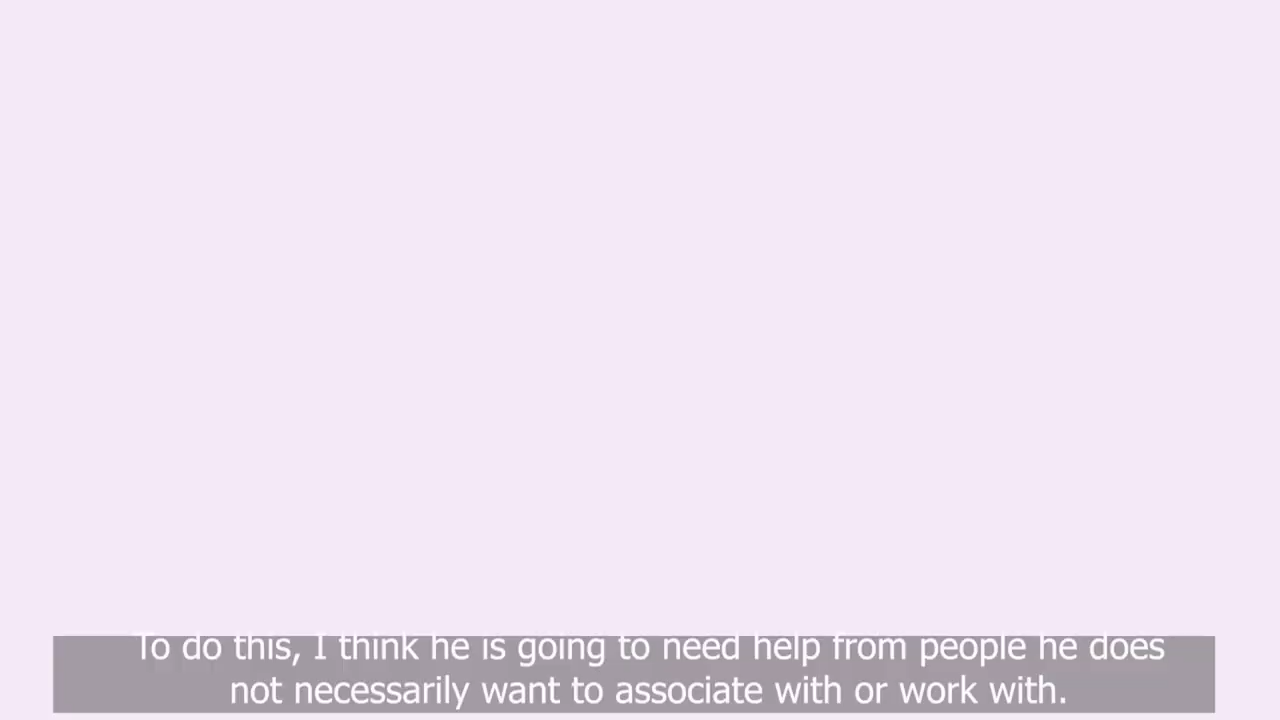 To do this, I think he is going to need help from people he does
not necessarily want to associate with or work with.